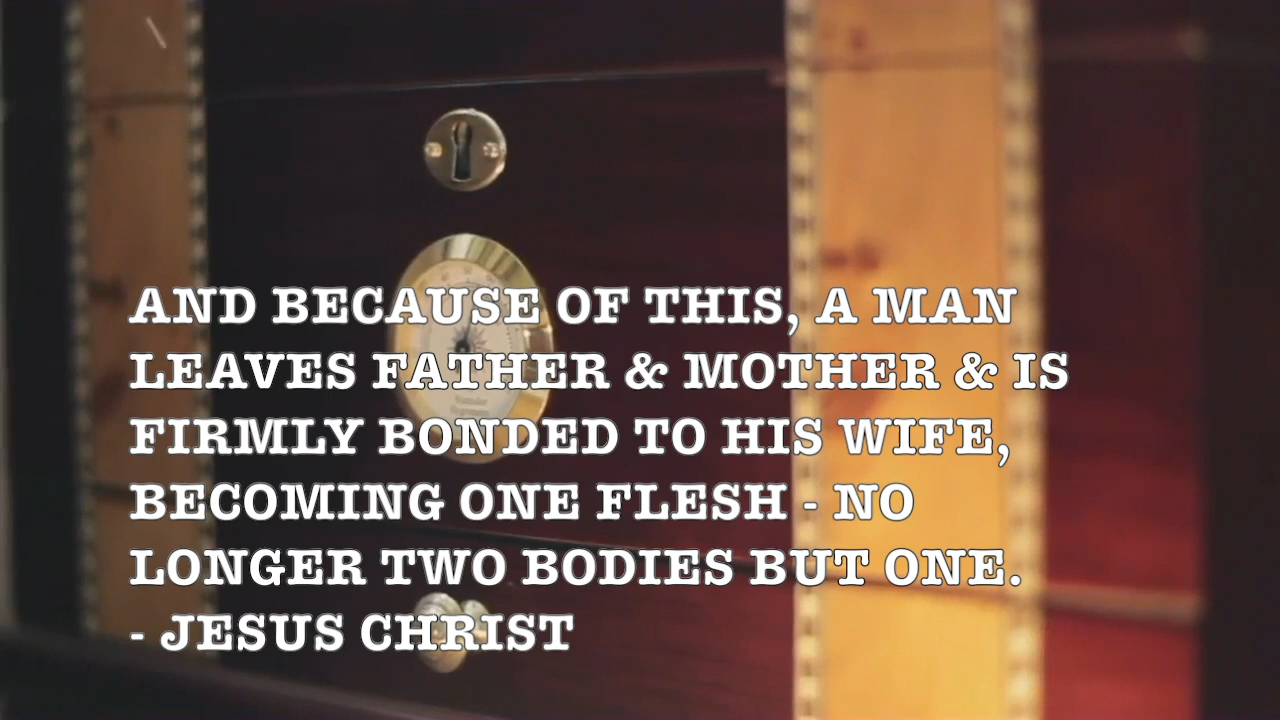 AND BECAUSE OF THIS, A MAN
LEAVES FATHER & MOTHER & IS
FIRMLY BONDED TO HIS WIFE,
BECOMING ONE FLESH - NO
LONGER TWO BODIES BUT ONE.
- JESUS CHRIST